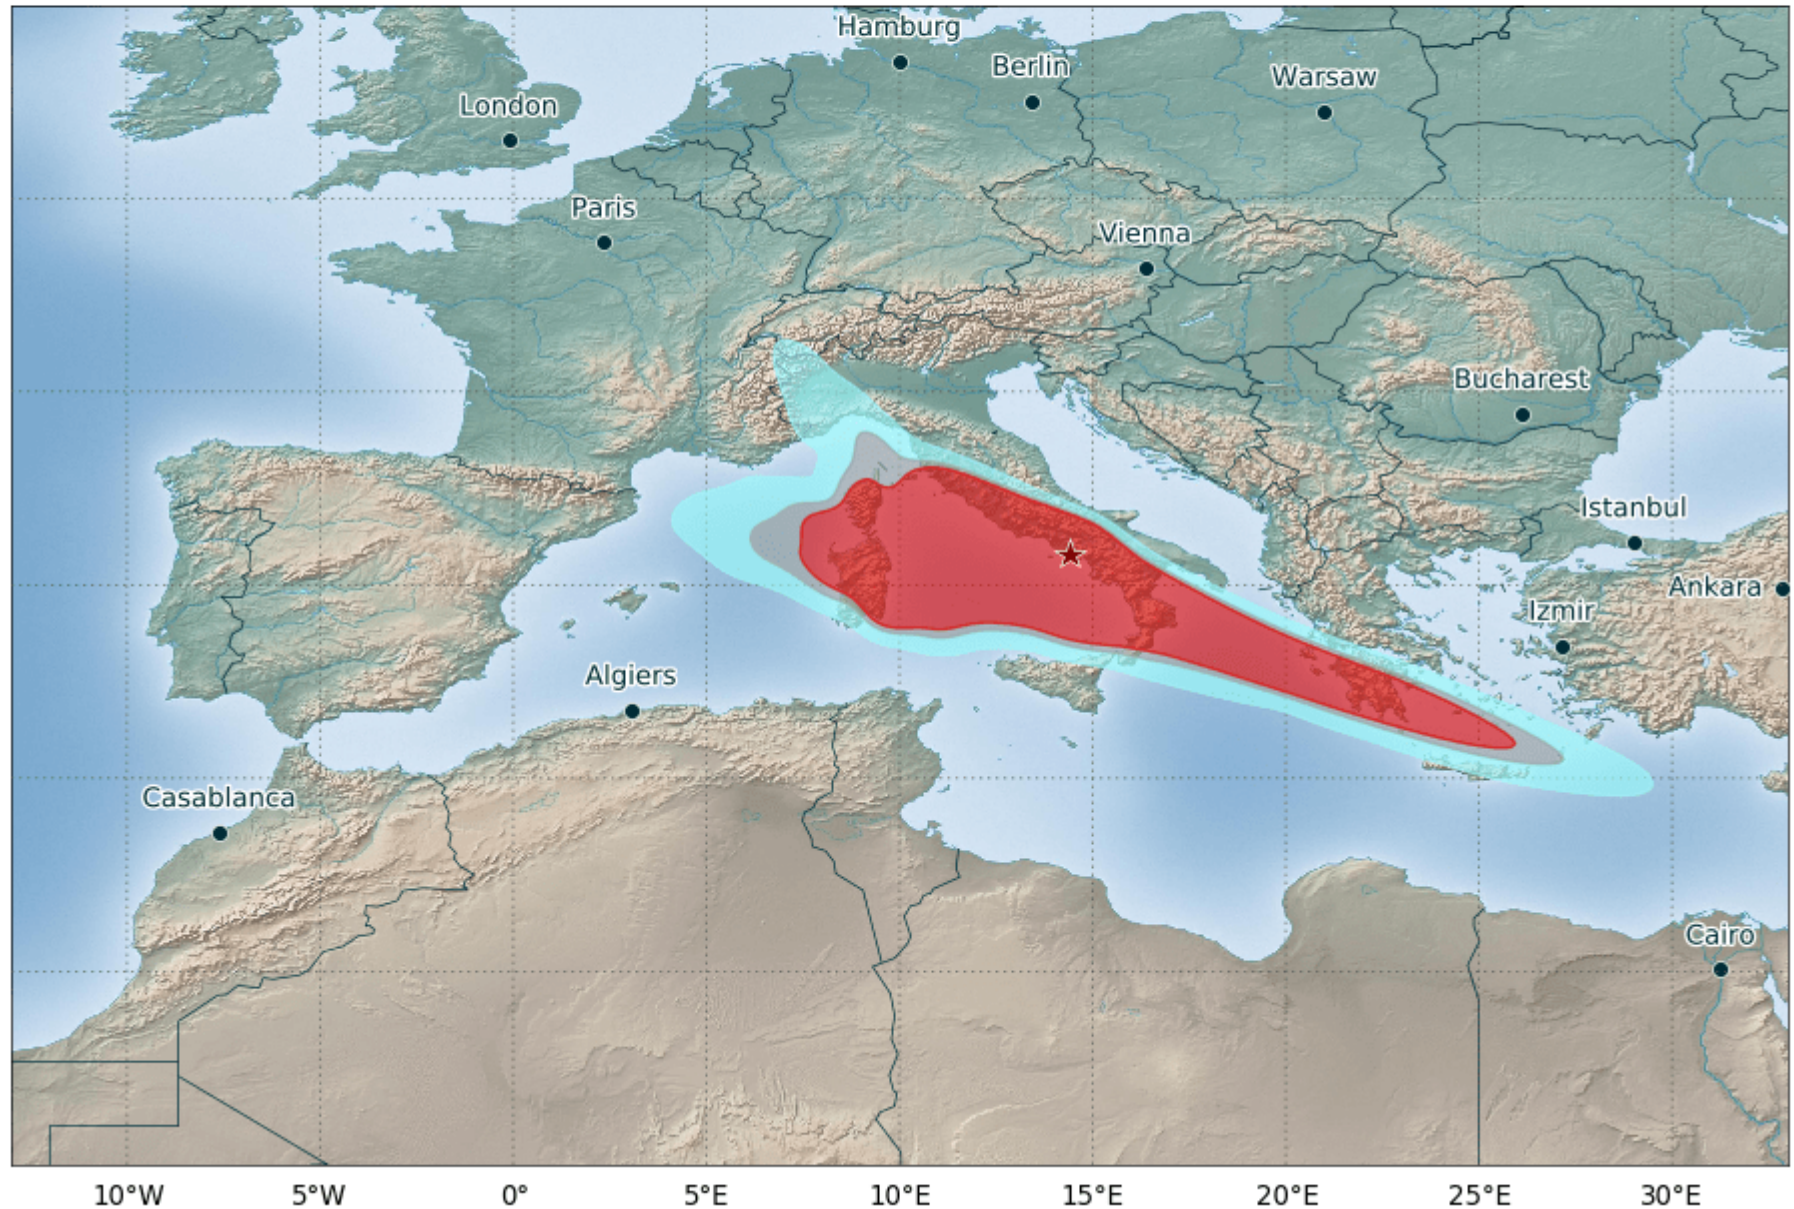 Hamburg
Berlin
Warsaw
London
Paris
Vienna
Bucharest
Istanbul
Ankara
Izmir
Algiers
Casablanca
Cairo
10°W 5°W 0° 5°E 10°E 15°E 20°E 25°E 30°E